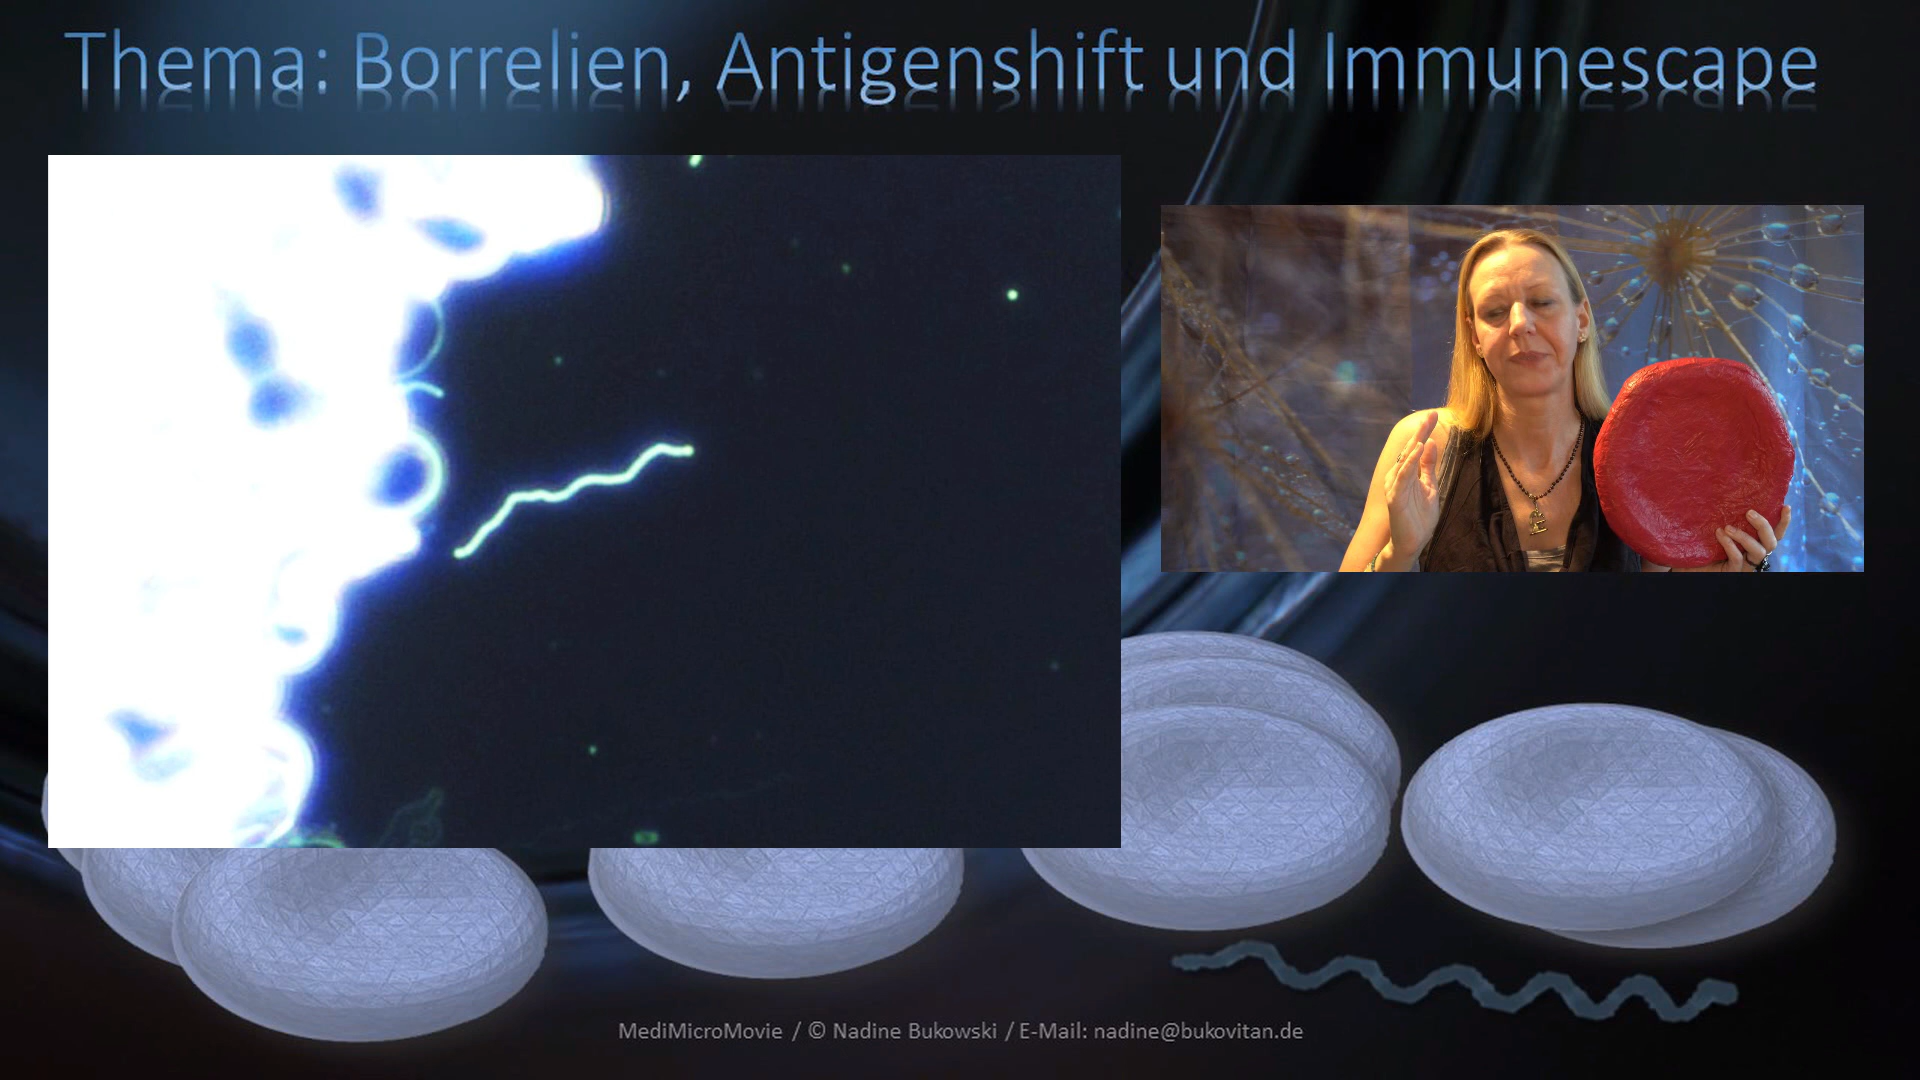 Thema: Borrelien, Antigenshift und Immunescape
MediMicroMovie / © Nadine Bukowski / E-Mail: nadine@bukovitan.de